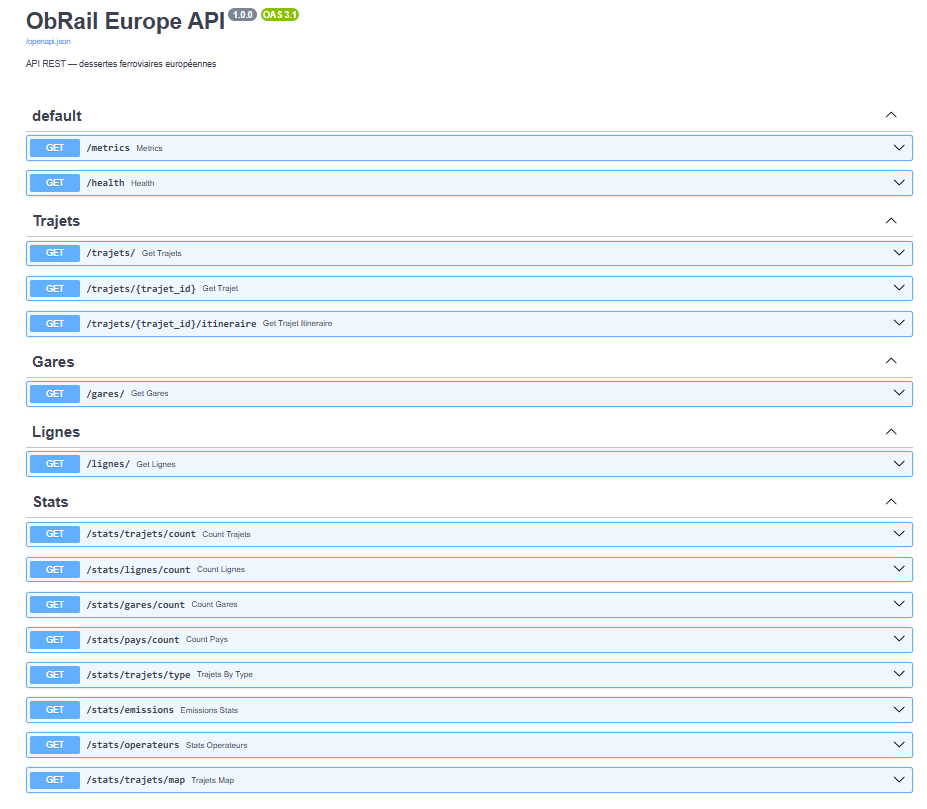 ObRail Europe API 1.0.0 OAS 3.1
/openapi.json
API REST — dessertes ferroviaires européennes
default
GET /metrics Metrics
GET /health Health
Trajets
GET /trajets/ Get Trajets
GET /trajets/{trajet_id} Get Trajet
GET /trajets/{trajet_id}/itineraire Get Trajet Itineraire
Gares
GET /gares/ Get Gares
Lignes
GET /lignes/ Get Lignes
Stats
GET /stats/trajets/count Count Trajets
GET /stats/lignes/count Count Lignes
GET /stats/gares/count Count Gares
GET /stats/pays/count Count Pays
GET /stats/trajets/type Trajets By Type
GET /stats/emissions Emissions Stats
GET /stats/operateurs Stats Operateurs
GET /stats/trajets/map Trajets Map